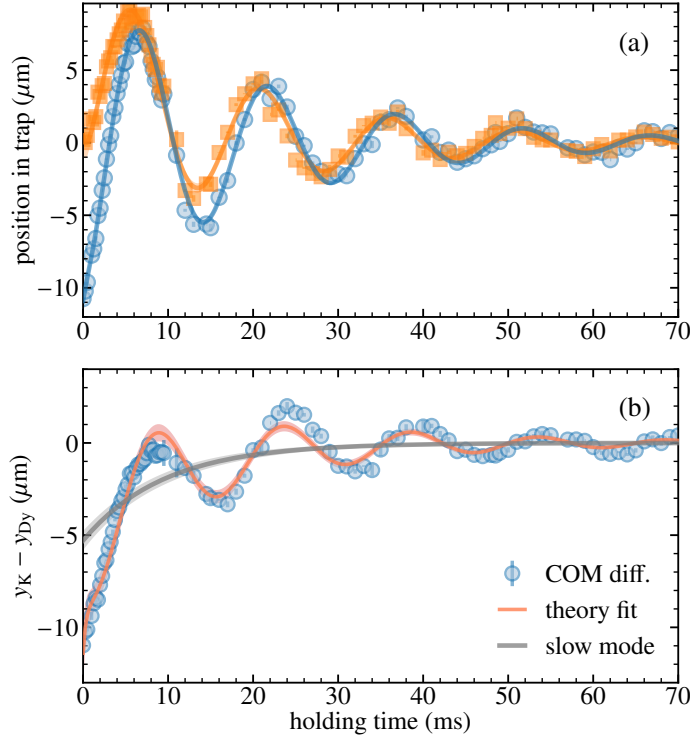 (a)
position in trap (μm)
5
0
−5
−10
0 10 20 30 40 50 60 70
(b)
y_K − y_Dy (μm)
0
−5
−10
COM diff.
theory fit
slow mode
0 10 20 30 40 50 60 70
holding time (ms)